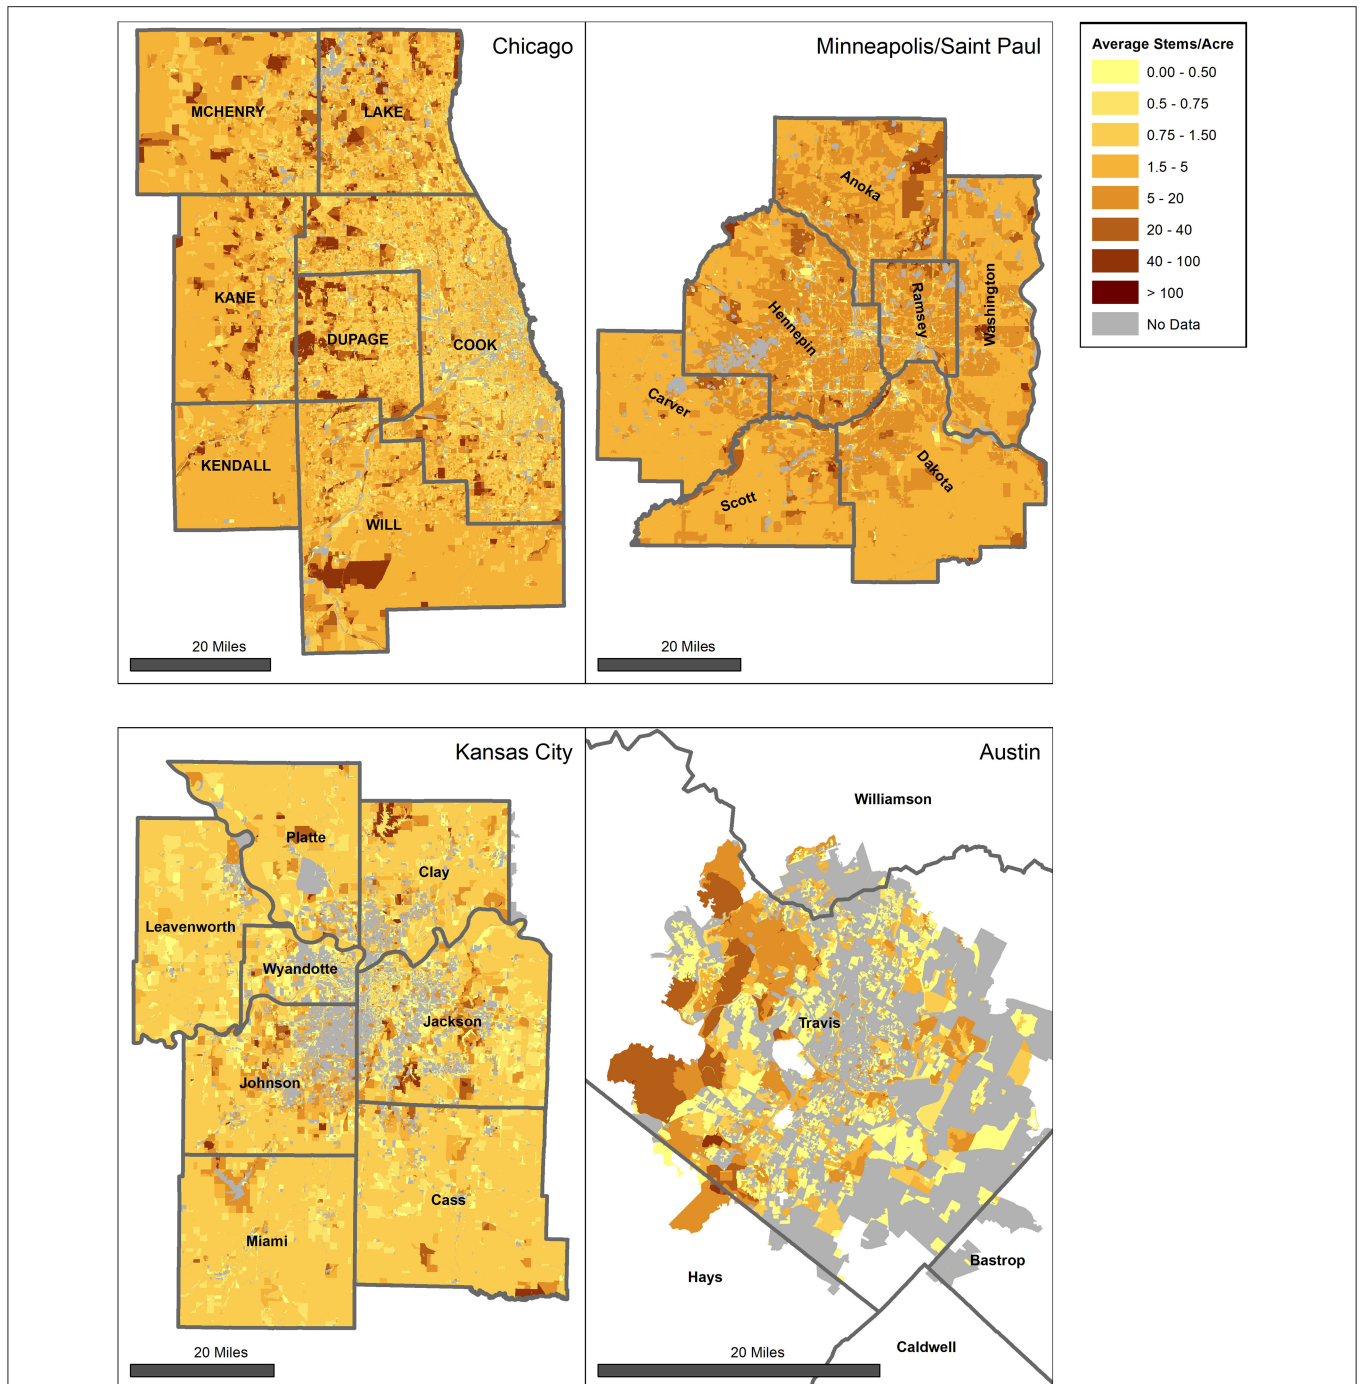 Chicago
MCHENRY
LAKE
KANE
DUPAGE
COOK
KENDALL
WILL
20 Miles
Minneapolis/Saint Paul
Anoka
Hennepin
Ramsey
Washington
Carver
Scott
Dakota
20 Miles
Average Stems/Acre
0.00 - 0.50
0.5 - 0.75
0.75 - 1.50
1.5 - 5
5 - 20
20 - 40
40 - 100
> 100
No Data
Kansas City
Platte
Clay
Leavenworth
Wyandotte
Jackson
Johnson
Cass
Miami
20 Miles
Austin
Williamson
Travis
Hays
Bastrop
Caldwell
20 Miles